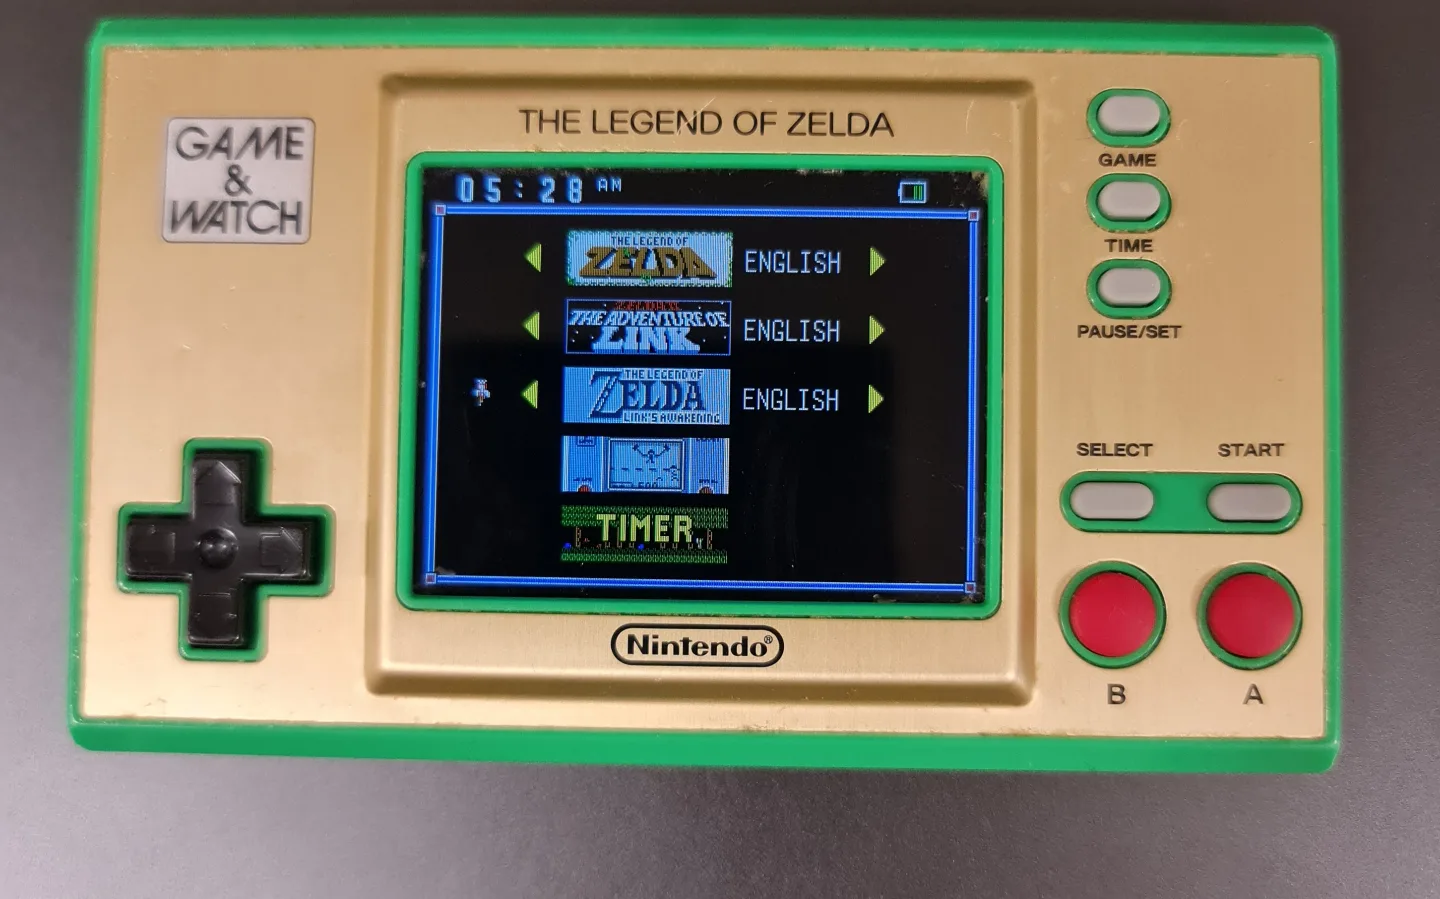 GAME
&
WATCH
THE LEGEND OF ZELDA
05:28 AM
THE LEGEND OF
ZELDA
ENGLISH
THE ADVENTURE OF
LINK
ENGLISH
THE LEGEND OF
ZELDA
LINK'S AWAKENING
ENGLISH
TIMER
Nintendo®
GAME
TIME
PAUSE/SET
SELECT START
B A